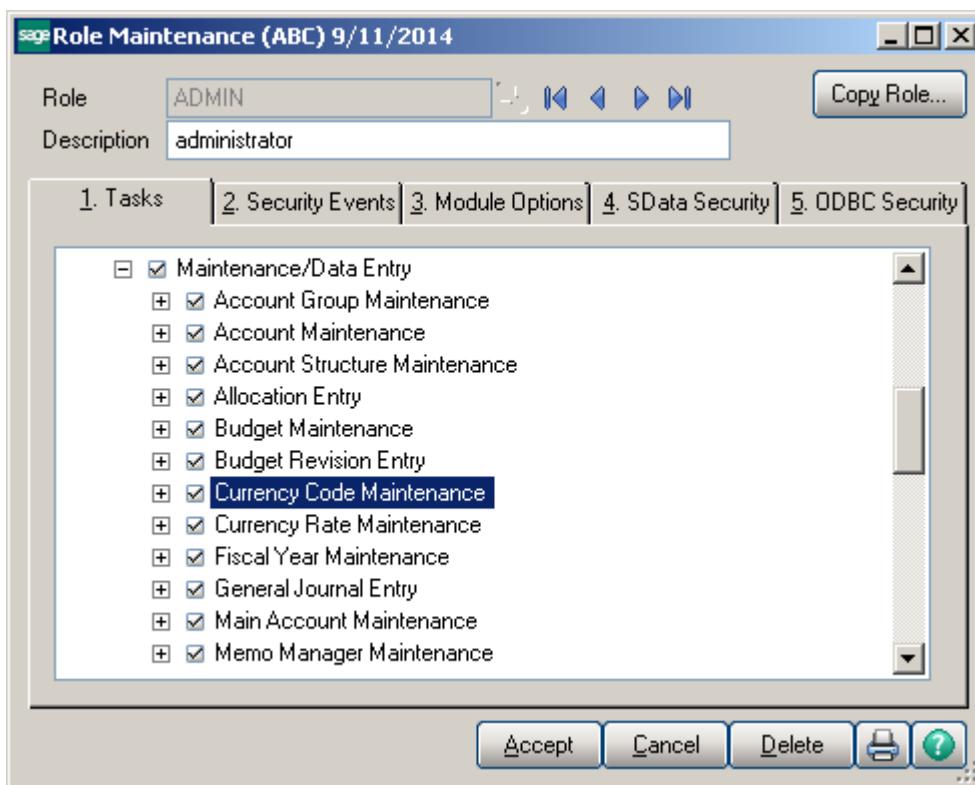 sage Role Maintenance (ABC) 9/11/2014
Role ADMIN Copy Role...
Description administrator
1. Tasks 2. Security Events 3. Module Options 4. SData Security 5. ODBC Security
Maintenance/Data Entry
Account Group Maintenance
Account Maintenance
Account Structure Maintenance
Allocation Entry
Budget Maintenance
Budget Revision Entry
Currency Code Maintenance
Currency Rate Maintenance
Fiscal Year Maintenance
General Journal Entry
Main Account Maintenance
Memo Manager Maintenance
Accept Cancel Delete ?